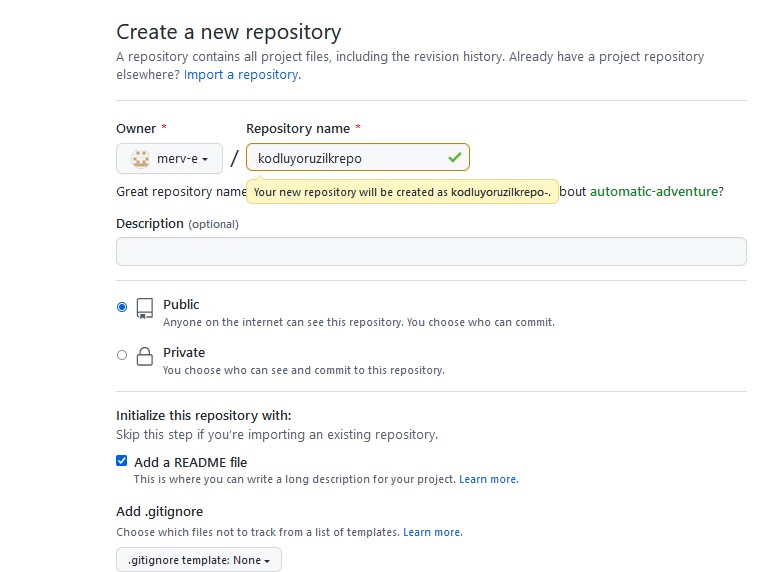 Create a new repository
A repository contains all project files, including the revision history. Already have a project repository
elsewhere? Import a repository.
Owner *
Repository name *
merv-e
/
kodluyoruzilkrepo
Great repository name
Your new repository will be created as kodluyoruzilkrepo-.
bout automatic-adventure?
Description (optional)
Public
Anyone on the internet can see this repository. You choose who can commit.
Private
You choose who can see and commit to this repository.
Initialize this repository with:
Skip this step if you're importing an existing repository.
Add a README file
This is where you can write a long description for your project. Learn more.
Add .gitignore
Choose which files not to track from a list of templates. Learn more.
.gitignore template: None